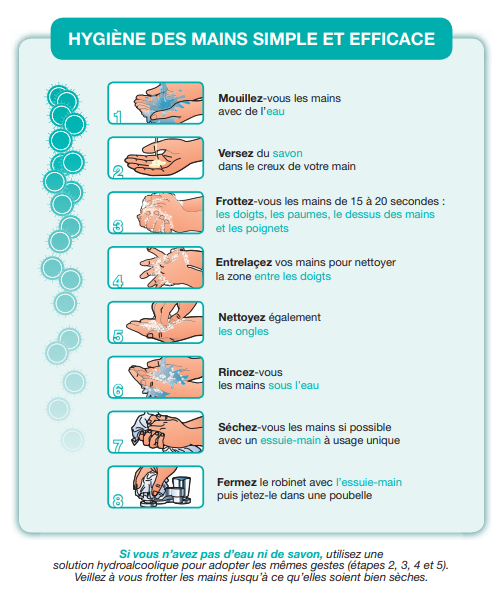 HYGIÈNE DES MAINS SIMPLE ET EFFICACE
1
Mouillez-vous les mains
avec de l'eau
2
Versez du savon
dans le creux de votre main
3
Frottez-vous les mains de 15 à 20 secondes :
les doigts, les paumes, le dessus des mains
et les poignets
4
Entrelaçez vos mains pour nettoyer
la zone entre les doigts
5
Nettoyez également
les ongles
6
Rincez-vous
les mains sous l'eau
7
Séchez-vous les mains si possible
avec un essuie-main à usage unique
8
Fermez le robinet avec l'essuie-main
puis jetez-le dans une poubelle
Si vous n'avez pas d'eau ni de savon, utilisez une
solution hydroalcoolique pour adopter les mêmes gestes (étapes 2, 3, 4 et 5).
Veillez à vous frotter les mains jusqu'à ce qu'elles soient bien sèches.